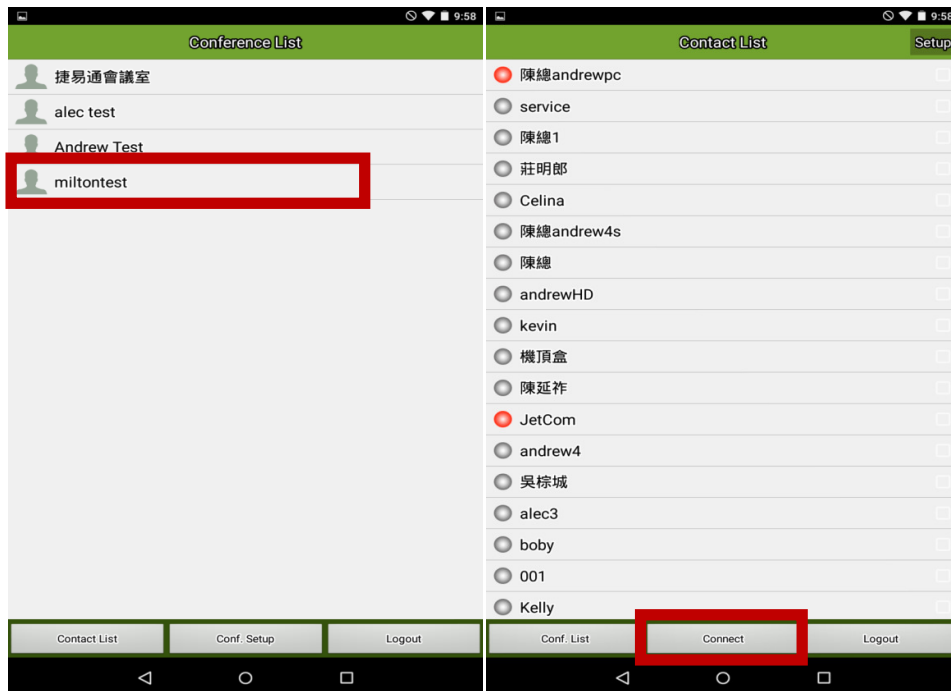 9:58
Conference List
捷易通會議室
alec test
Andrew Test
miltontest
Contact List
Conf. Setup
Logout
9:58
Contact List
Setup
陳總andrewpc
service
陳總1
莊明郎
Celina
陳總andrew4s
陳總
andrewHD
kevin
機頂盒
陳延祚
JetCom
andrew4
吳棕城
alec3
boby
001
Kelly
Conf. List
Connect
Logout